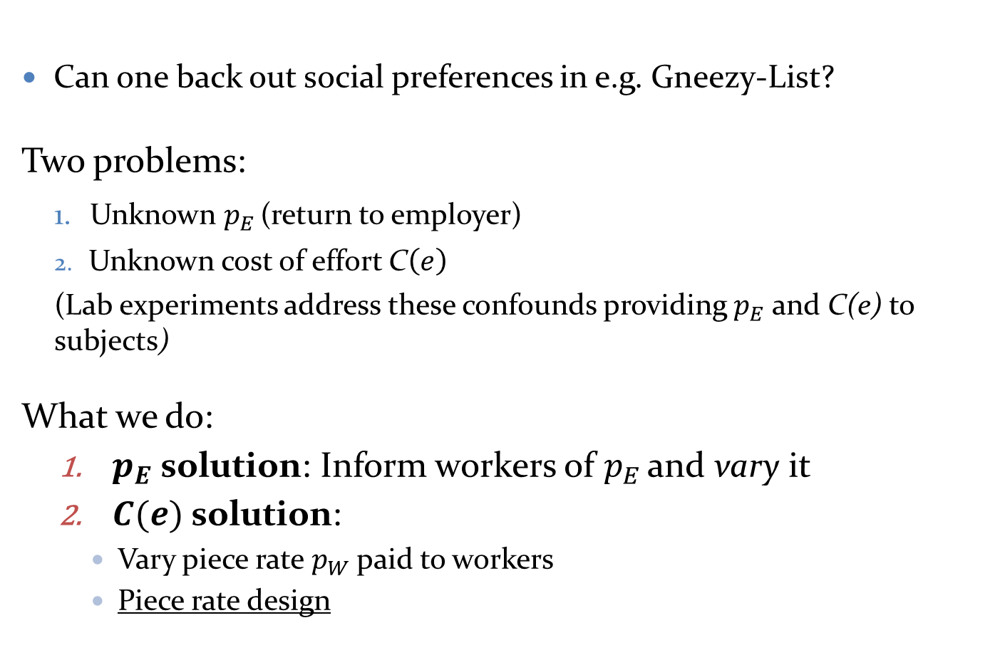 • Can one back out social preferences in e.g. Gneezy-List?
Two problems:
1. Unknown p_E (return to employer)
2. Unknown cost of effort C(e)
(Lab experiments address these confounds providing p_E and C(e) to
subjects)
What we do:
1. p_E solution: Inform workers of p_E and vary it
2. C(e) solution:
• Vary piece rate p_W paid to workers
• Piece rate design